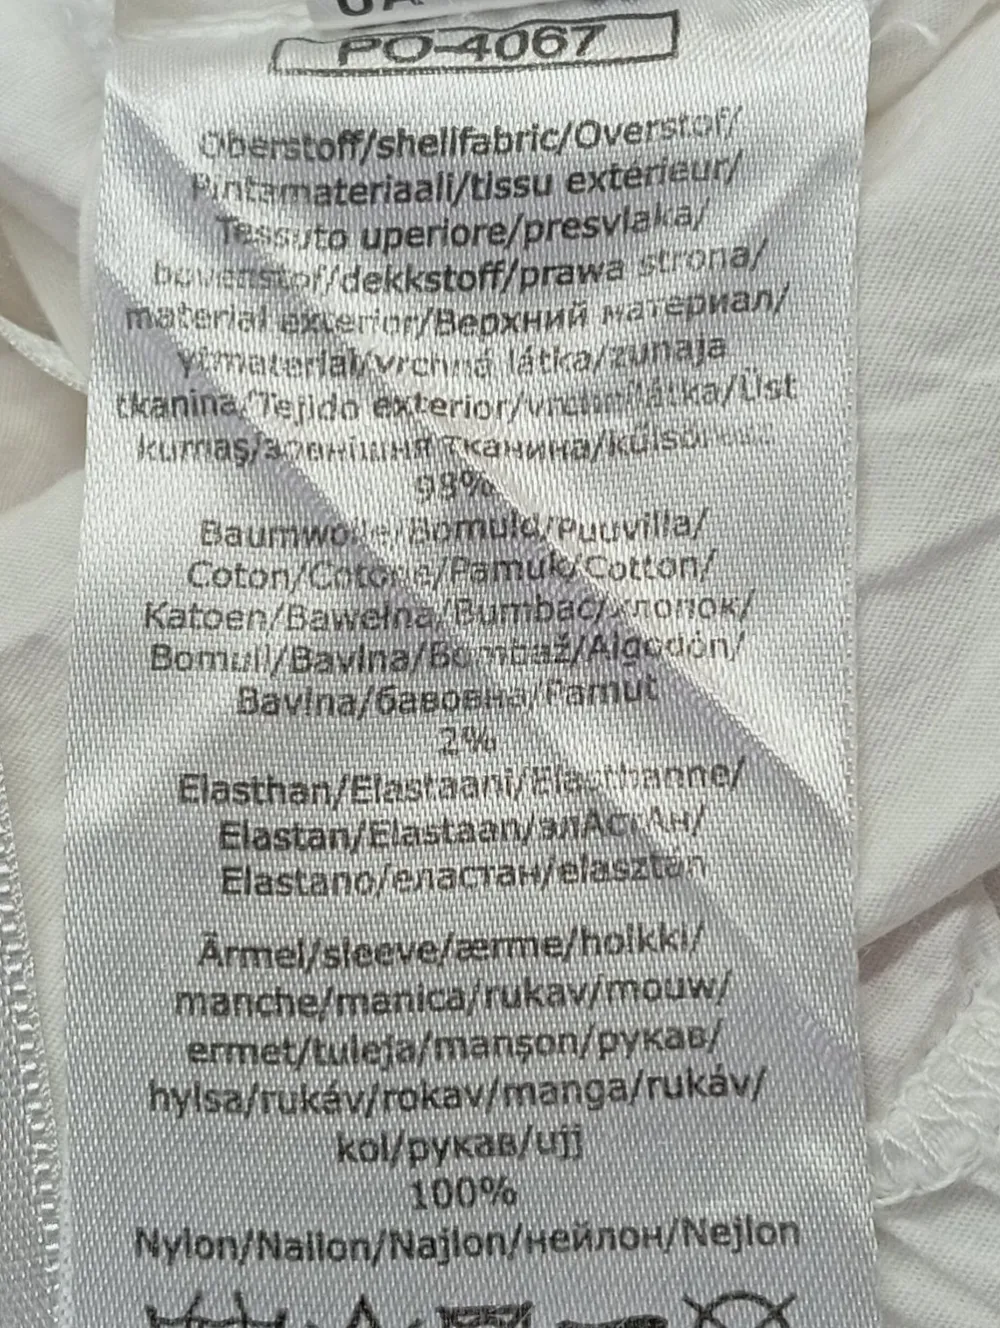 PO-4067
Oberstoff/shellfabric/Overstof/
Pintamateriaali/tissu extérieur/
Tessuto uperiore/presvlaka/
bovenstof/dekkstoff/prawa strona/
material exterior/Верхний материал/
ytmaterial/vrchná látka/zunaja
tkanina/Tejido exterior/vrchní látka/Üst
kumaş/зовнішня тканина/külső
98%
Baumwolle/Bomuld/Puuvilla/
Coton/Cotone/Pamuk/Cotton/
Katoen/Bawełna/Bumbac/хлопок/
Bomull/Bavlna/Bombaž/Algodón/
Bavlna/бавовна/Pamut
2%
Elasthan/Elastaani/Elasthanne/
Elastan/Elastaan/элАстАн/
Elastano/еластан/elasztán
Ärmel/sleeve/ærme/hoikki/
manche/manica/rukav/mouw/
ermet/tuleja/manşon/рукав/
hylsa/rukáv/rokav/manga/rukáv/
kol/рукав/ujj
100%
Nylon/Nailon/Najlon/нейлон/Nejlon